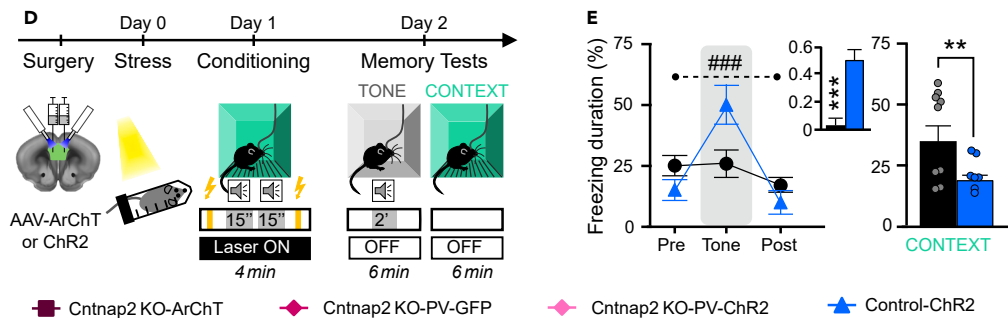 D
Day 0 Day 1 Day 2
Surgery Stress Conditioning Memory Tests
TONE CONTEXT
AAV-ArChT
or ChR2
15’’ 15’’ 2’
Laser ON OFF OFF
4 min 6 min 6 min
E
Freezing duration (%)
75
50
25
0
###
Pre Tone Post
0.6
0.4
0.2
0
***
75
50
25
0
**
CONTEXT
Cntnap2 KO-ArChT Cntnap2 KO-PV-GFP Cntnap2 KO-PV-ChR2 Control-ChR2